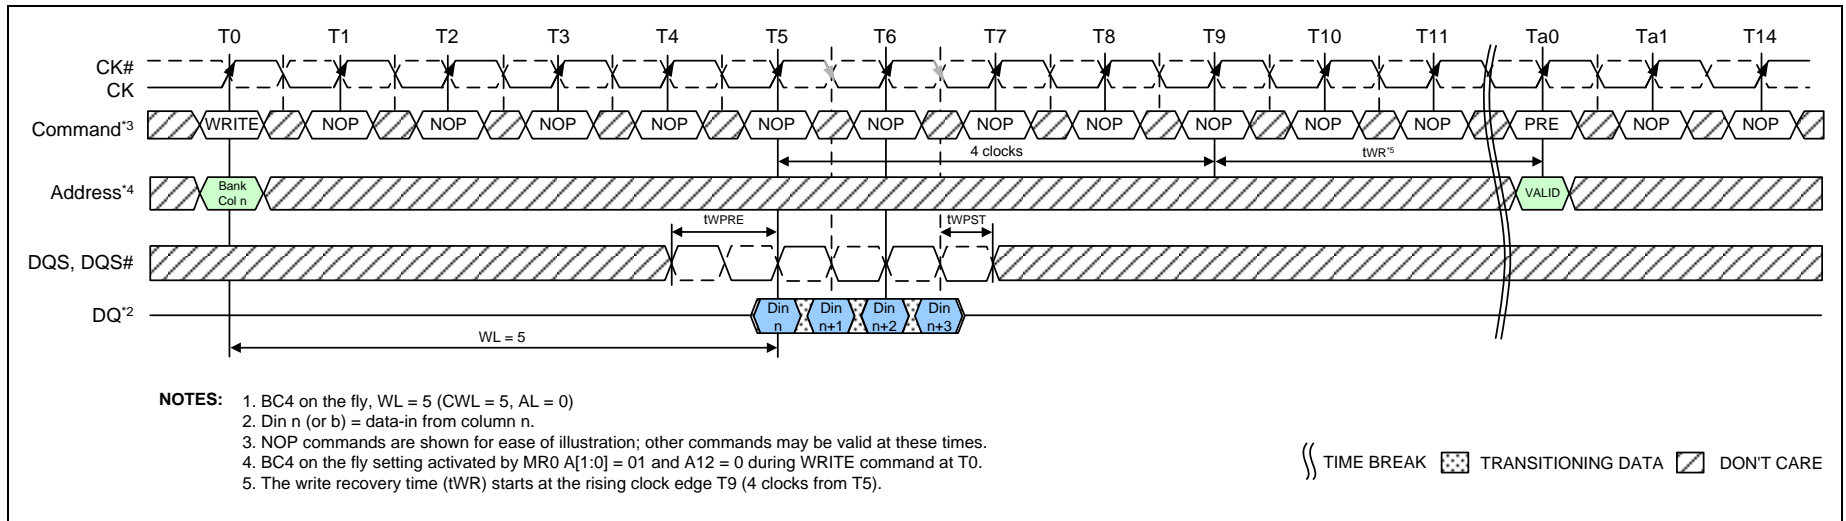 T0 T1 T2 T3 T4 T5 T6 T7 T8 T9 T10 T11 Ta0 Ta1 T14
CK#
CK
Command*3 WRITE NOP NOP NOP NOP NOP NOP NOP NOP NOP NOP NOP PRE NOP NOP
4 clocks tWR*5
Address*4 Bank Col n VALID
tWPRE tWPST
DQS, DQS#
DQ*2 Din n Din n+1 Din n+2 Din n+3
WL = 5
NOTES: 1. BC4 on the fly, WL = 5 (CWL = 5, AL = 0)
2. Din n (or b) = data-in from column n.
3. NOP commands are shown for ease of illustration; other commands may be valid at these times.
4. BC4 on the fly setting activated by MR0 A[1:0] = 01 and A12 = 0 during WRITE command at T0.
5. The write recovery time (tWR) starts at the rising clock edge T9 (4 clocks from T5).
TIME BREAK TRANSITIONING DATA DON'T CARE